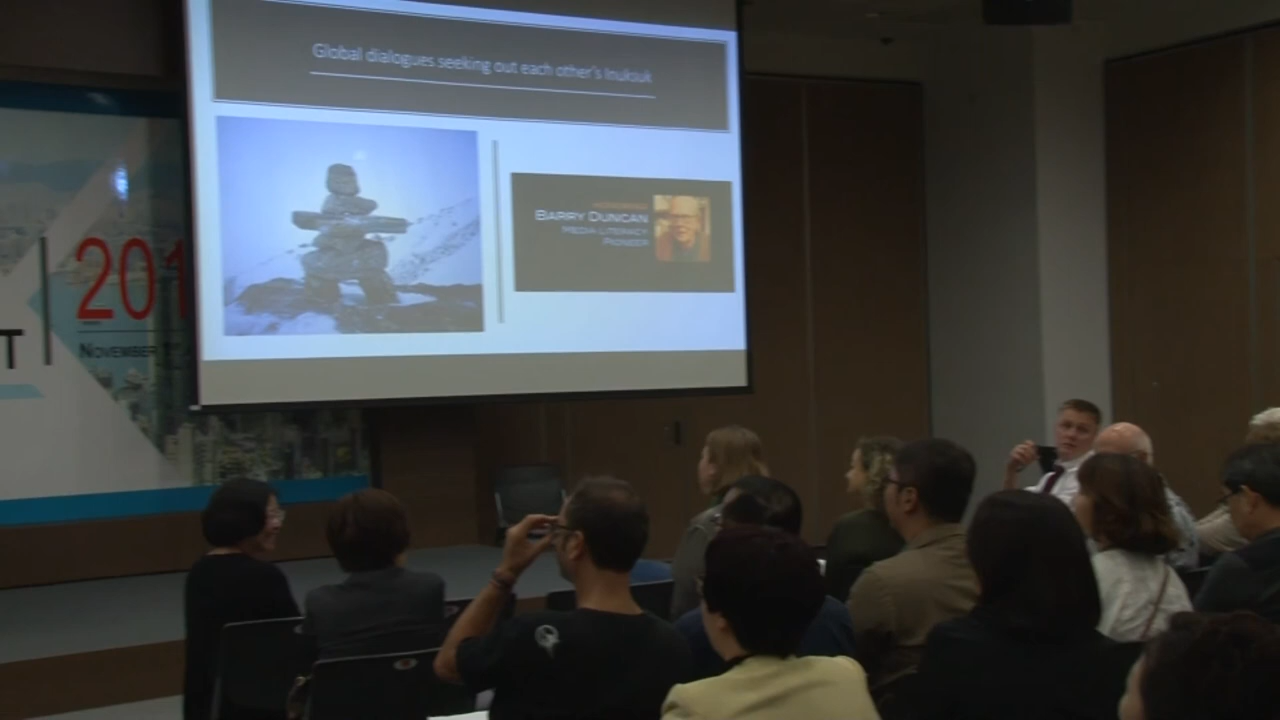 Global dialogues seeking out each other's Inuksuk
BARRY DUNCAN
MEDIA LITERACY
PIONEER
201
T
NOVEMBER